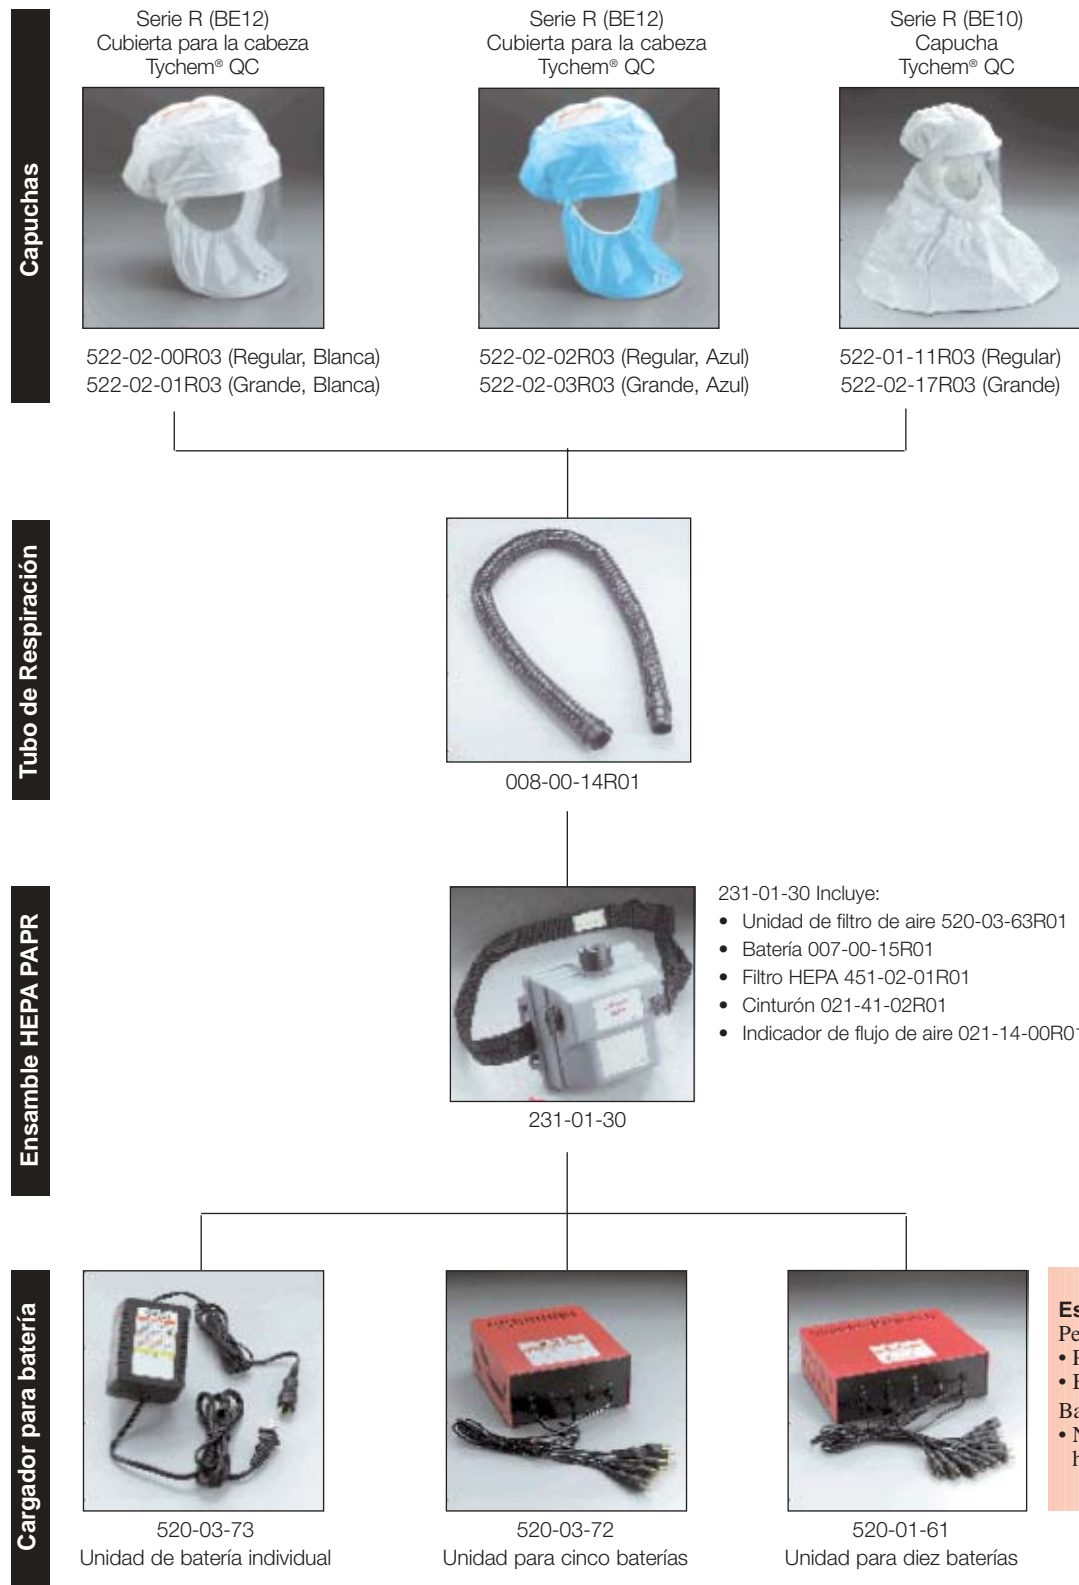 Capuchas
Serie R (BE12)
Cubierta para la cabeza
Tychem® QC
522-02-00R03 (Regular, Blanca)
522-02-01R03 (Grande, Blanca)
Serie R (BE12)
Cubierta para la cabeza
Tychem® QC
522-02-02R03 (Regular, Azul)
522-02-03R03 (Grande, Azul)
Serie R (BE10)
Capucha
Tychem® QC
522-01-11R03 (Regular)
522-02-17R03 (Grande)
Tubo de Respiración
008-00-14R01
Ensamble HEPA PAPR
231-01-30
231-01-30 Incluye:
• Unidad de filtro de aire 520-03-63R01
• Batería 007-00-15R01
• Filtro HEPA 451-02-01R01
• Cinturón 021-41-02R01
• Indicador de flujo de aire 021-14-00R01
Cargador para batería
520-03-73
Unidad de batería individual
520-03-72
Unidad para cinco baterías
520-01-61
Unidad para diez baterías
Es
Pe
Ba